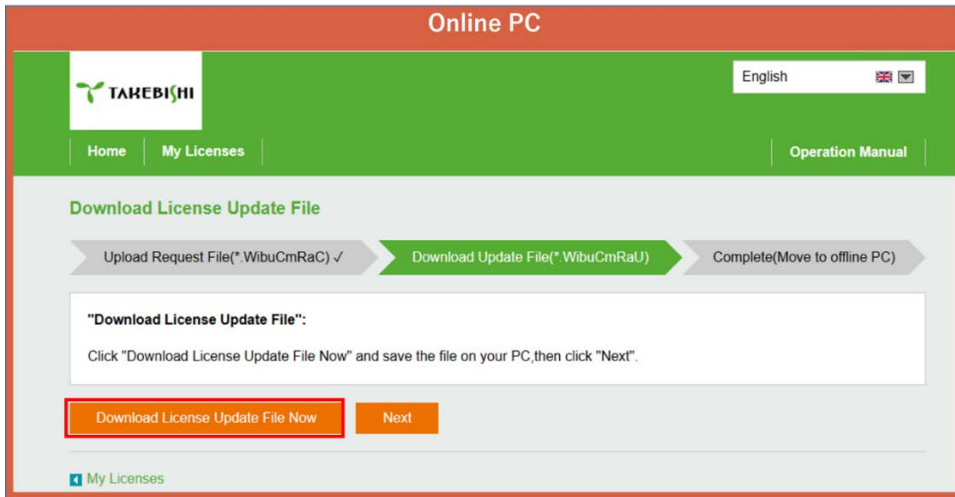 Online PC
TAKEBISHI
English
Home
My Licenses
Operation Manual
Download License Update File
Upload Request File(*.WibuCmRaC) ✓
Download Update File(*.WibuCmRaU)
Complete(Move to offline PC)
"Download License Update File":
Click "Download License Update File Now" and save the file on your PC,then click "Next".
Download License Update File Now
Next
My Licenses